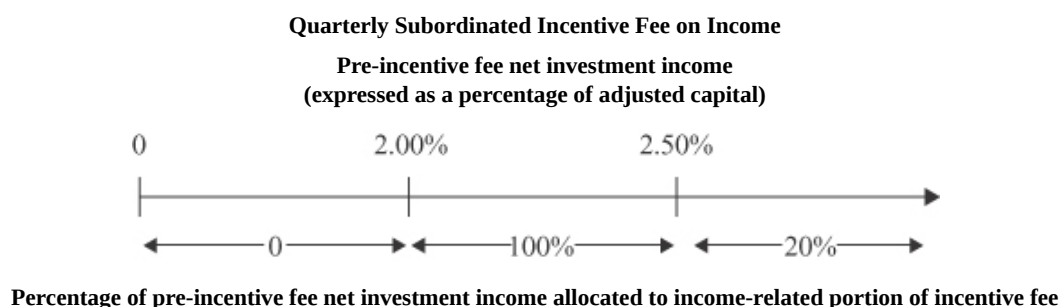 Quarterly Subordinated Incentive Fee on Income
Pre-incentive fee net investment income
(expressed as a percentage of adjusted capital)
0 2.00% 2.50%
0 100% 20%
Percentage of pre-incentive fee net investment income allocated to income-related portion of incentive fee